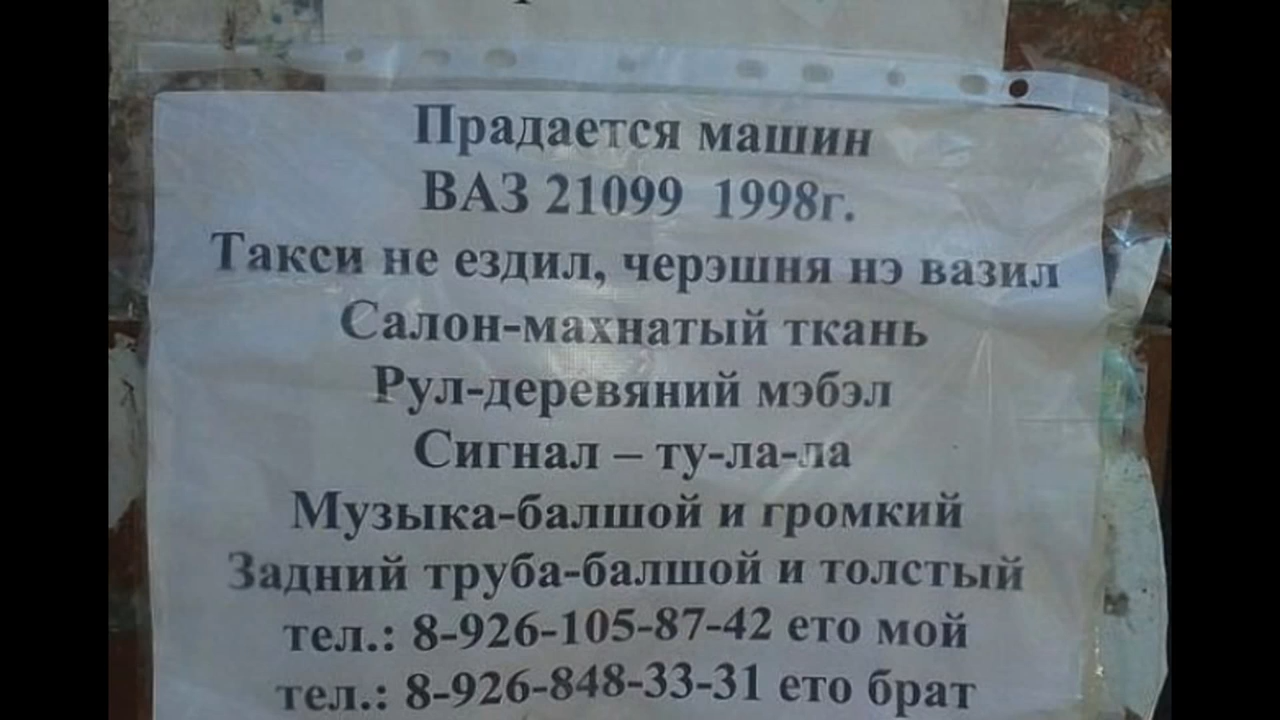 Прадается машин
ВАЗ 21099 1998г.
Такси не ездил, черэшня нэ вазил
Салон-махнатый ткань
Рул-деревяний мэбэл
Сигнал – ту-ла-ла
Музыка-балшой и громкий
Задний труба-балшой и толстый
тел.: 8-926-105-87-42 ето мой
тел.: 8-926-848-33-31 ето брат